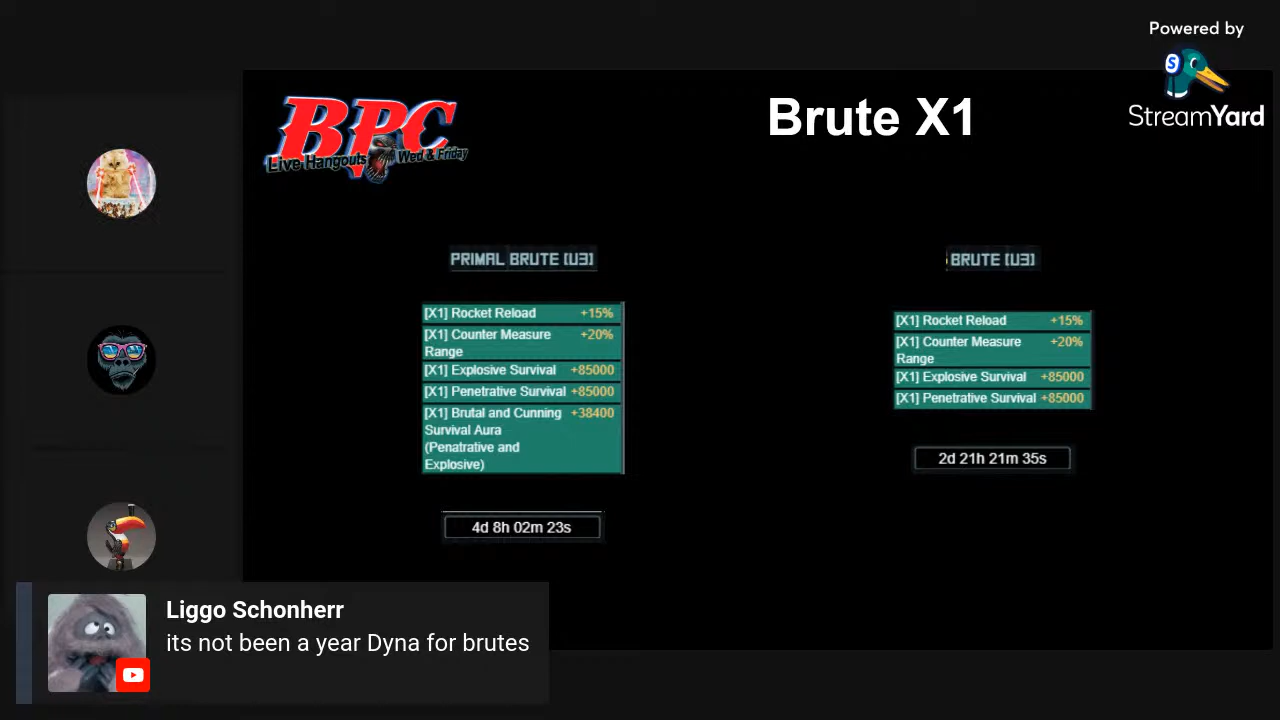 Powered by
StreamYard
BPC
Live Hangouts Wed & Friday
Brute X1
PRIMAL BRUTE (U3)
[X1] Rocket Reload +15%
[X1] Counter Measure +20%
Range
[X1] Explosive Survival +85000
[X1] Penetrative Survival +85000
[X1] Brutal and Cunning +38400
Survival Aura
(Penatrative and
Explosive)
4d 8h 02m 23s
BRUTE (U3)
[X1] Rocket Reload +15%
[X1] Counter Measure +20%
Range
[X1] Explosive Survival +85000
[X1] Penetrative Survival +85000
2d 21h 21m 35s
Liggo Schonherr
its not been a year Dyna for brutes